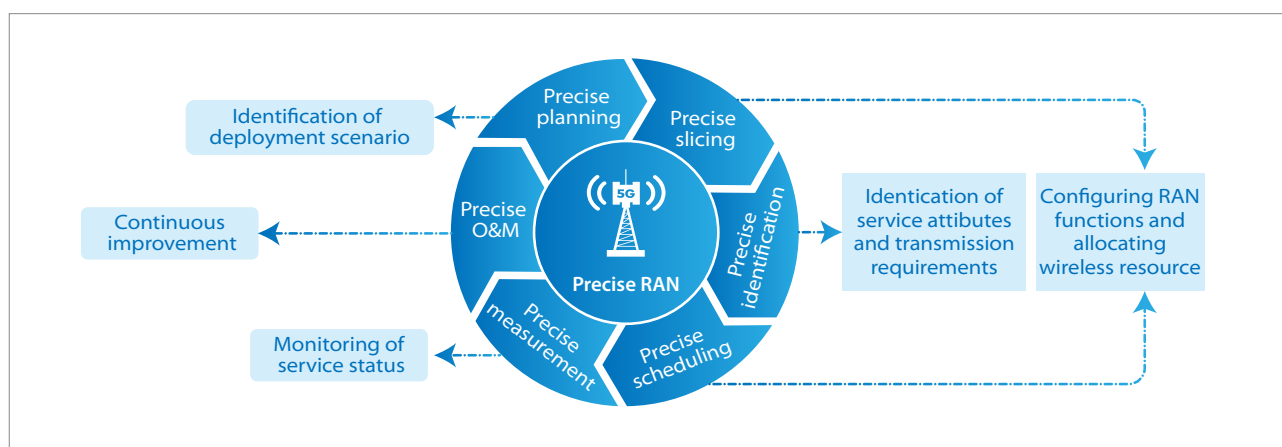 Identification of
deployment scenario
Continuous
improvement
Monitoring of
service status
Precise
planning
Precise
slicing
Precise
identification
Precise
scheduling
Precise
measurement
Precise
O&M
5G
Precise RAN
Identication of
service attibutes
and transmission
requirements
Configuring RAN
functions and
allocating
wireless resource